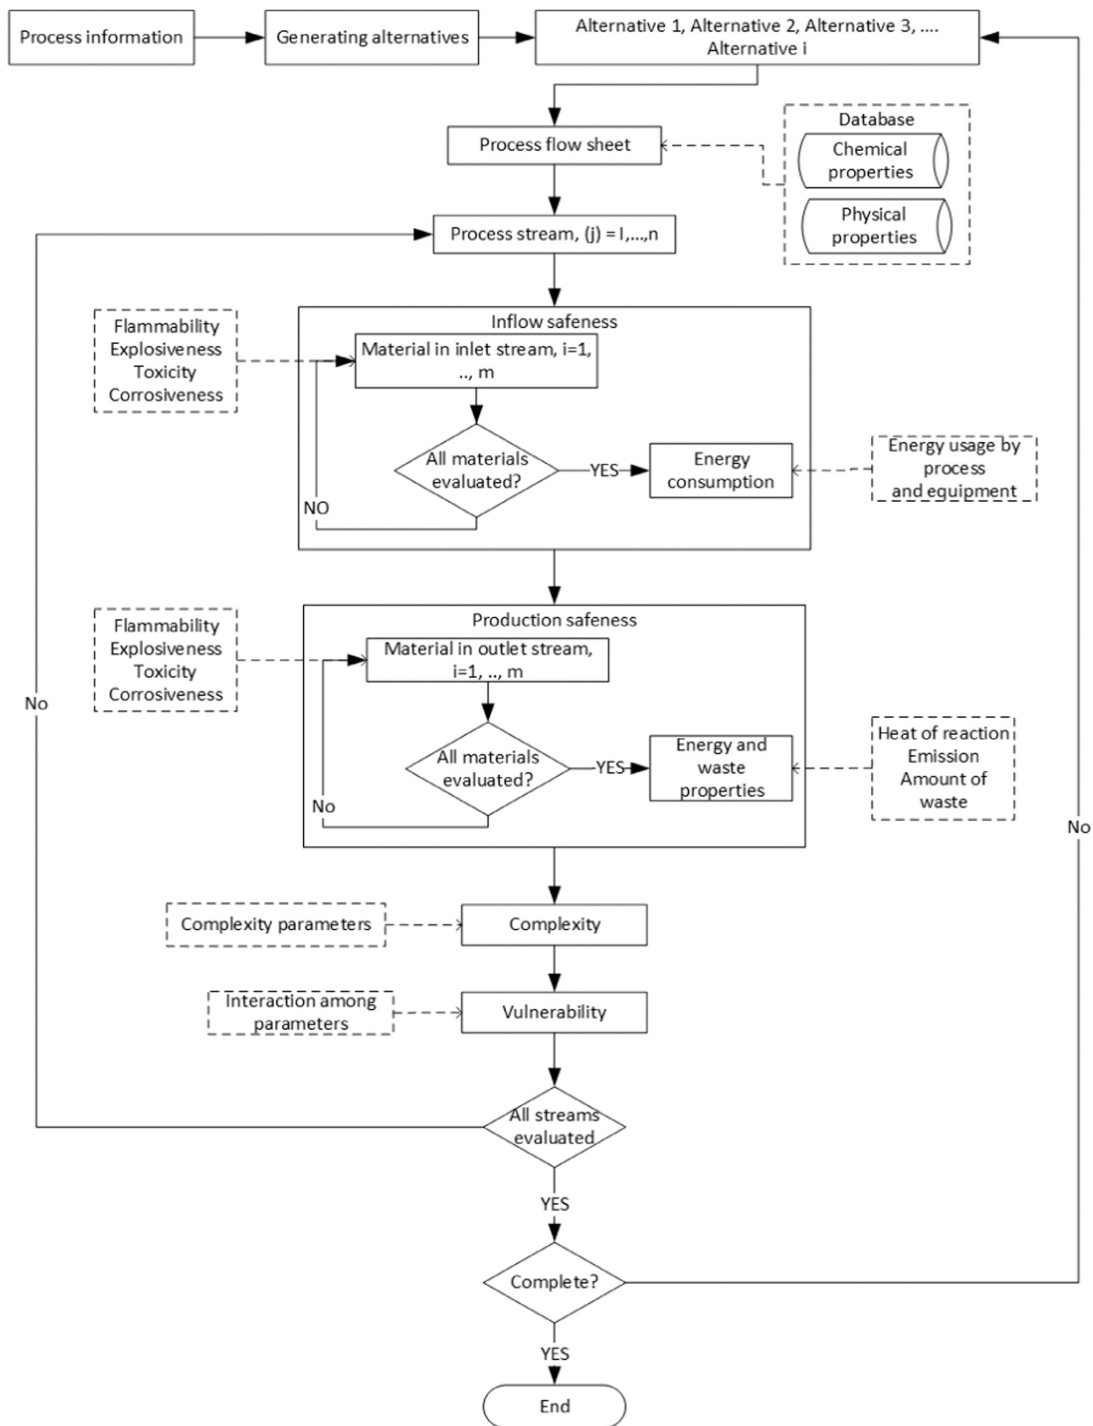 Process information
Generating alternatives
Alternative 1, Alternative 2, Alternative 3, ....
Alternative i
Process flow sheet
Database
Chemical
properties
Physical
properties
Process stream, (j) = I,...,n
Inflow safeness
Flammability
Explosiveness
Toxicity
Corrosiveness
Material in inlet stream, i=1,
.., m
All materials
evaluated?
YES
Energy
consumption
Energy usage by
process
and equipment
NO
Production safeness
Flammability
Explosiveness
Toxicity
Corrosiveness
Material in outlet stream,
i=1, .., m
No
All materials
evaluated?
YES
Energy and
waste
properties
Heat of reaction
Emission
Amount of
waste
No
No
Complexity parameters
Complexity
Interaction among
parameters
Vulnerability
All streams
evaluated
YES
Complete?
YES
End